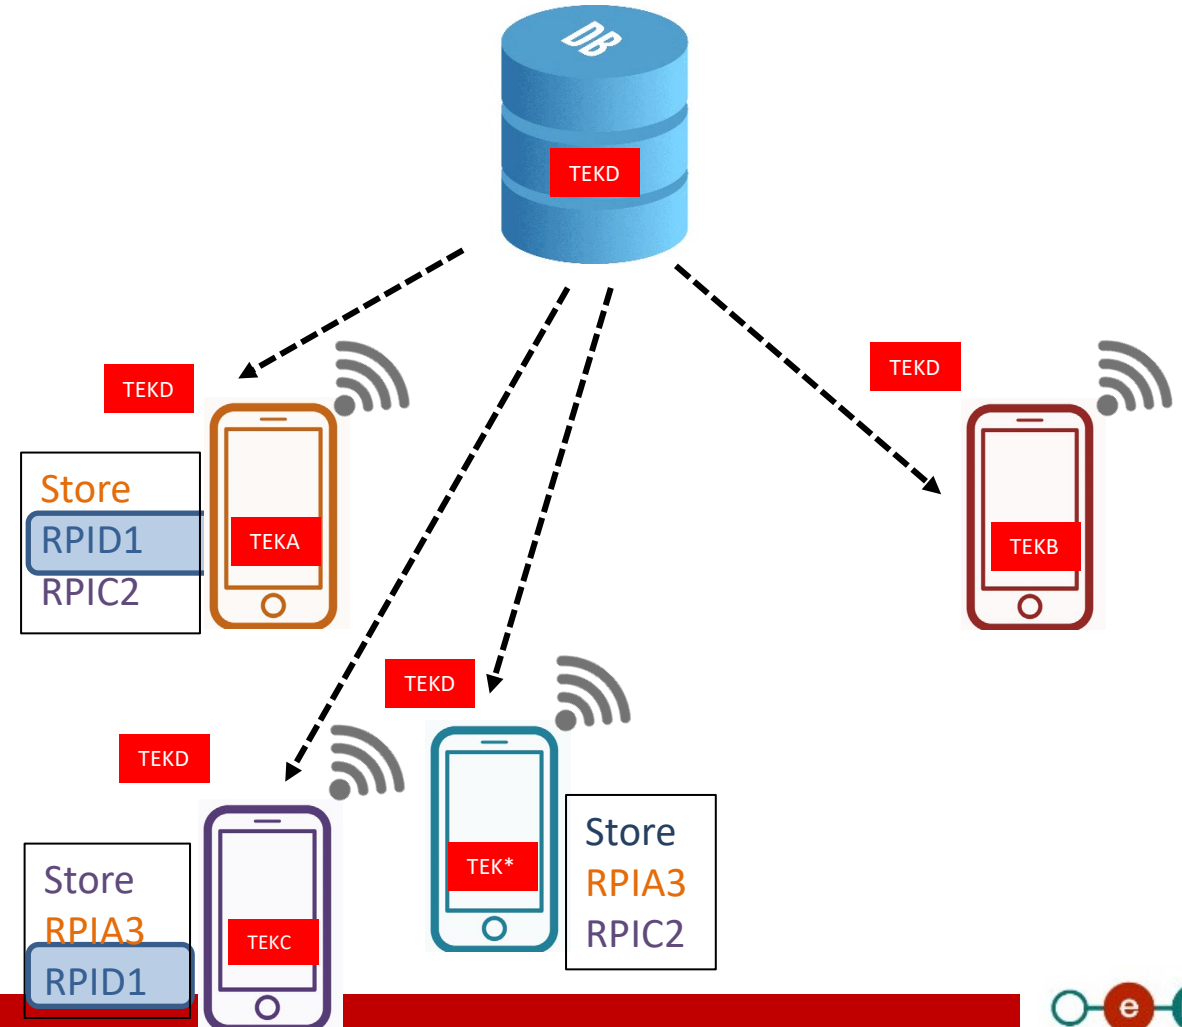 DB
TEKD
TEKD
TEKD
Store
RPID1
RPIC2
TEKA
TEKB
TEKD
TEKD
Store
RPIA3
RPID1
TEKC
TEK*
Store
RPIA3
RPIC2
e